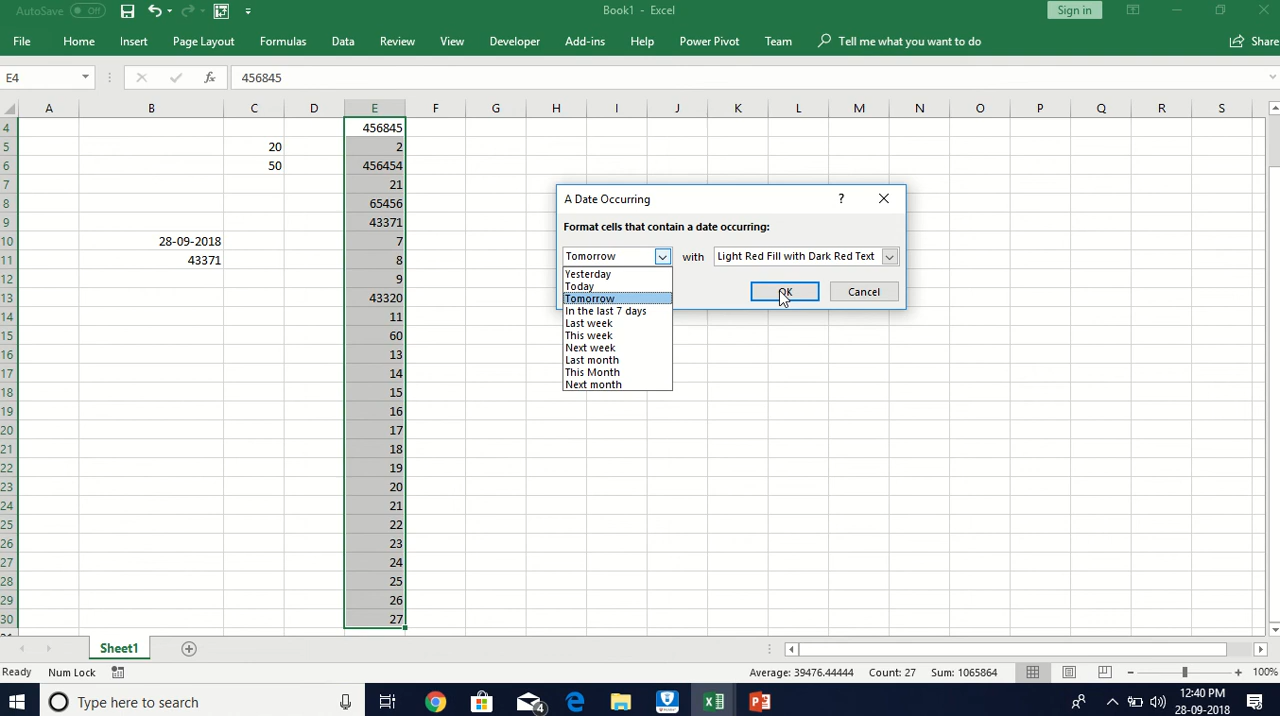 AutoSave Off
Book1 - Excel
Sign in
File Home Insert Page Layout Formulas Data Review View Developer Add-ins Help Power Pivot Team Tell me what you want to do Share
E4 fx 456845
A B C D E F G H I J K L M N O P Q R S
4 456845
5 20 2
6 50 456454
7 21
8 65456
9 43371
10 28-09-2018 7
11 43371 8
12 9
13 43320
14 11
15 60
16 13
17 14
18 15
19 16
20 17
21 18
22 19
23 20
24 21
25 22
26 23
27 24
28 25
29 26
30 27
A Date Occurring ?
Format cells that contain a date occurring:
Tomorrow with Light Red Fill with Dark Red Text
Yesterday
Today
Tomorrow
In the last 7 days
Last week
This week
Next week
Last month
This Month
Next month
OK Cancel
Sheet1
Ready Num Lock Average: 39476.44444 Count: 27 Sum: 1065864 100%
Type here to search
4
12:40 PM
28-09-2018